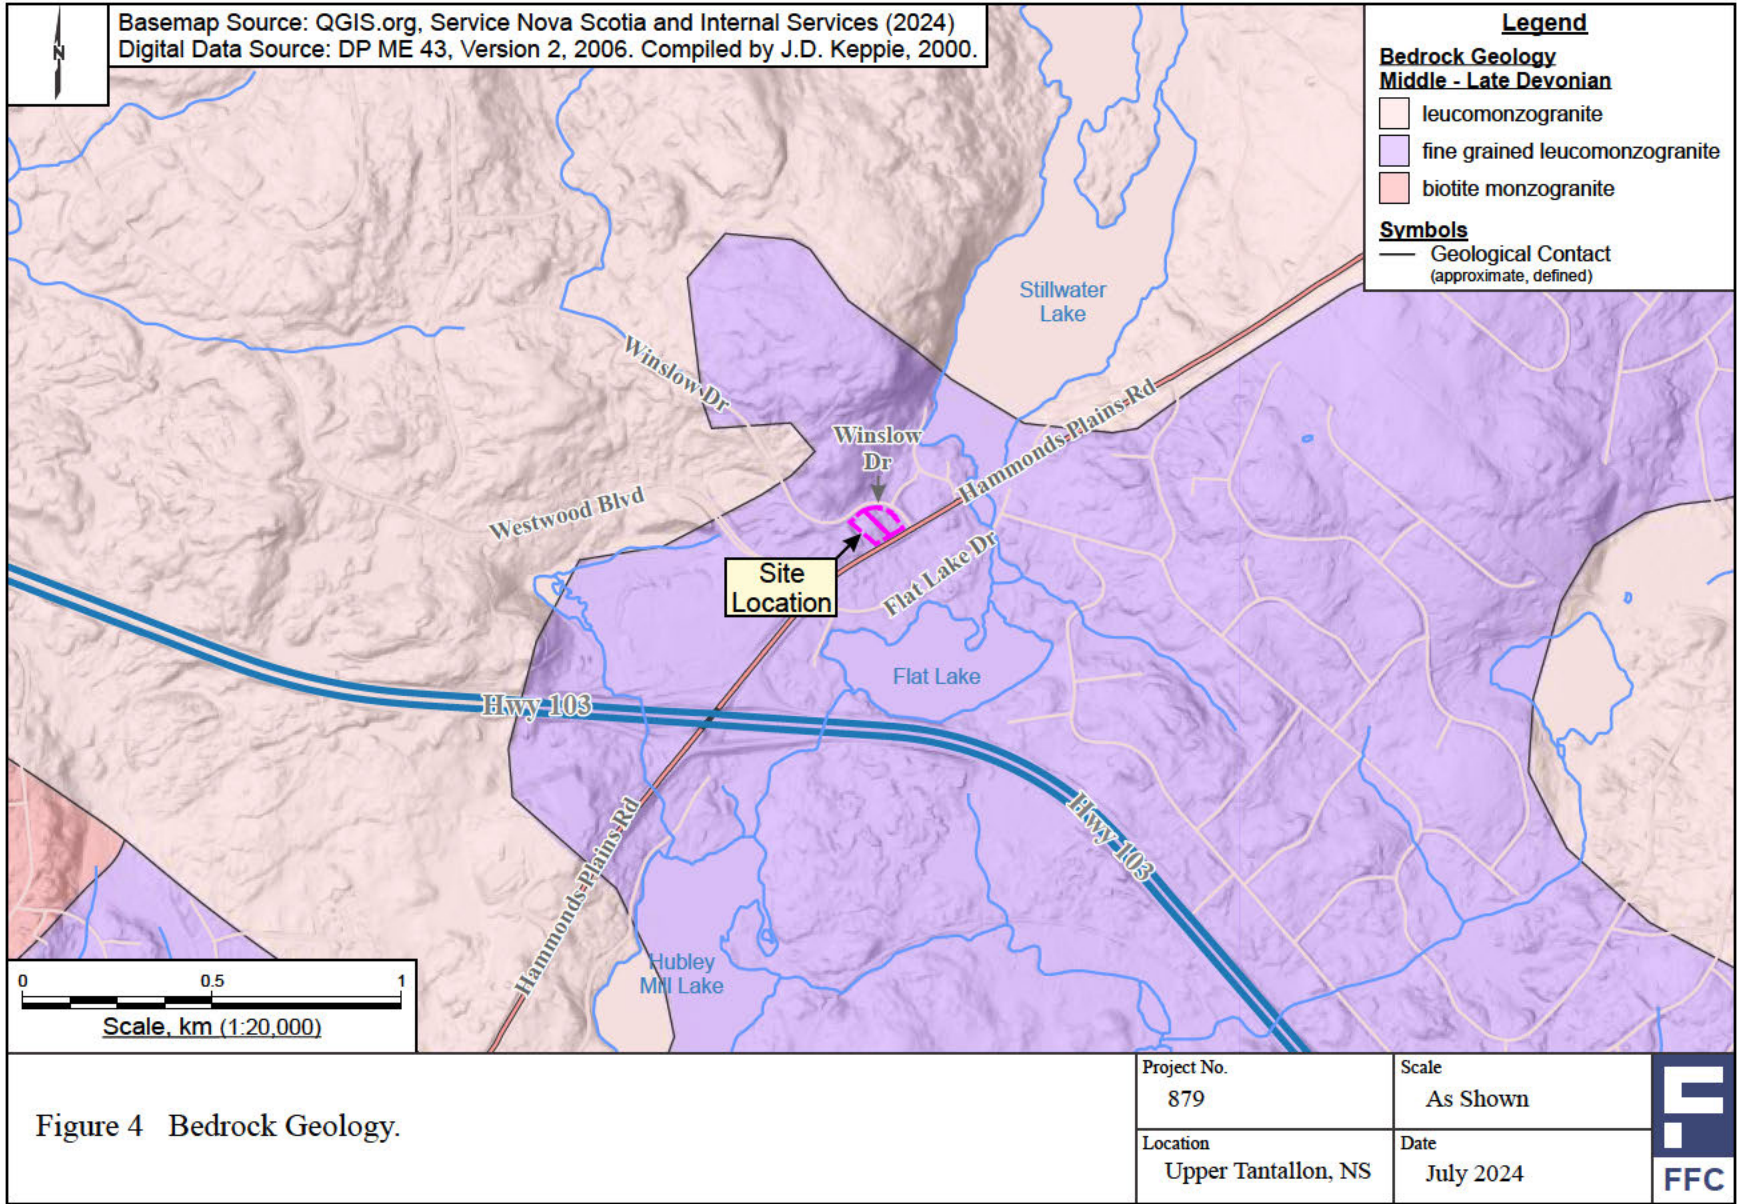 N
Basemap Source: QGIS.org, Service Nova Scotia and Internal Services (2024)
Digital Data Source: DP ME 43, Version 2, 2006. Compiled by J.D. Keppie, 2000.
Legend
Bedrock Geology
Middle - Late Devonian
leucomonzogranite
fine grained leucomonzogranite
biotite monzogranite
Symbols
Geological Contact
(approximate, defined)
Stillwater
Lake
Winslow Dr
Hammonds Plains Rd
Winslow
Dr
Westwood Blvd
Flat Lake Dr
Site
Location
Flat Lake
Hwy 103
Hwy 103
Hammonds Plains Rd
Hubley
Mill Lake
0 0.5 1
Scale, km (1:20,000)
Figure 4 Bedrock Geology.
Project No.
879
Scale
As Shown
Location
Upper Tantallon, NS
Date
July 2024
FFC